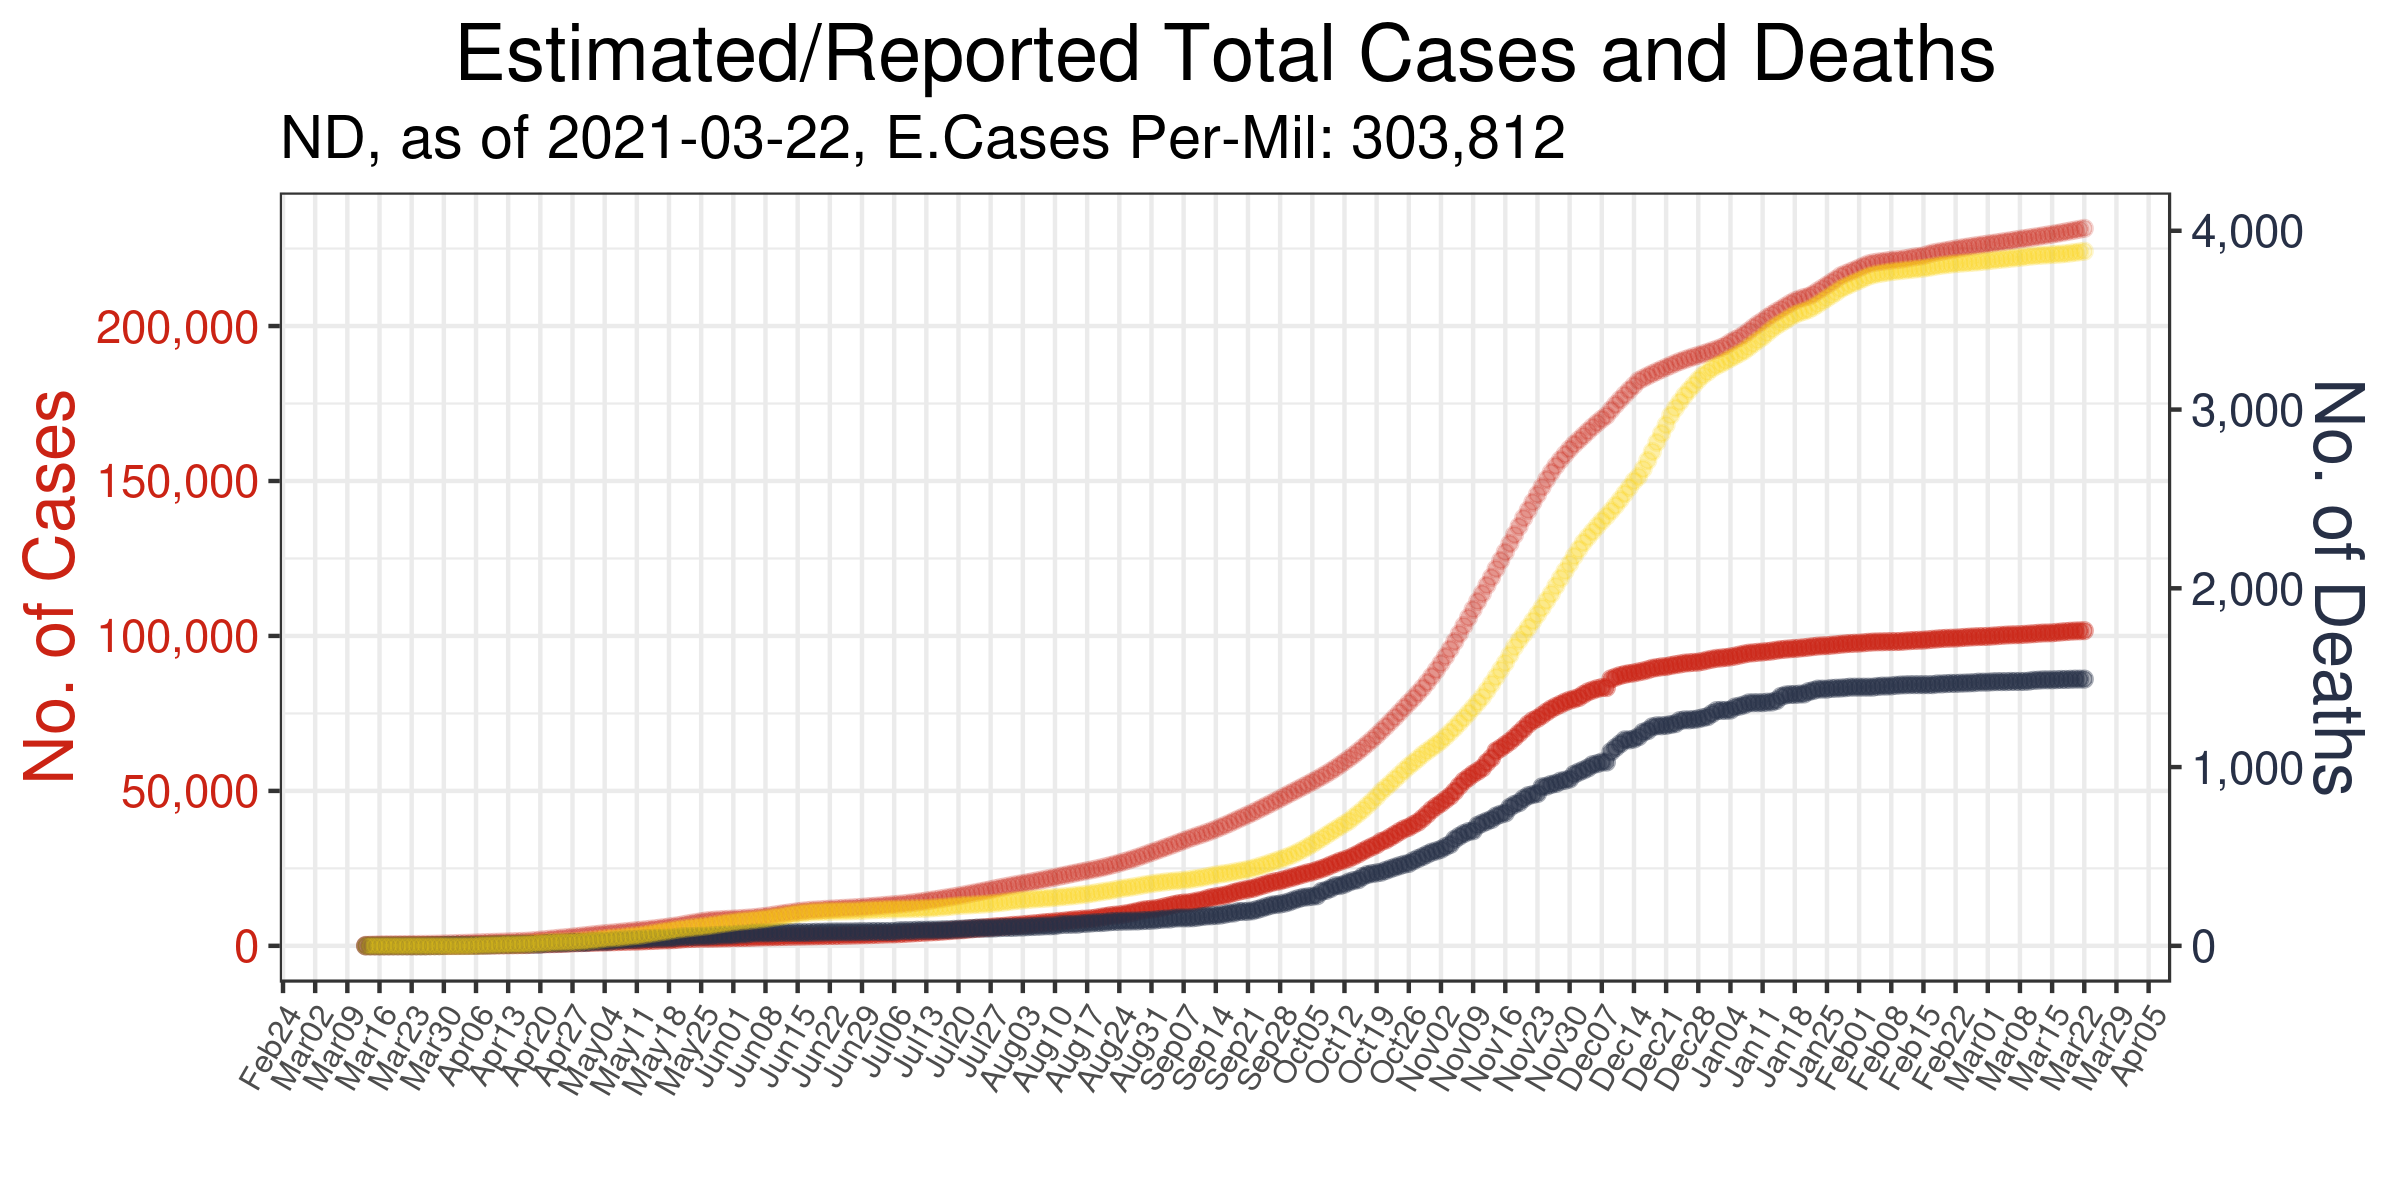 Estimated/Reported Total Cases and Deaths
ND, as of 2021-03-22, E.Cases Per-Mil: 303,812
No. of Cases
200,000
150,000
100,000
50,000
0
4,000
3,000
2,000
1,000
0
No. of Deaths
Feb24
Mar02
Mar09
Mar16
Mar23
Mar30
Apr06
Apr13
Apr20
Apr27
May04
May11
May18
May25
Jun01
Jun08
Jun15
Jun22
Jun29
Jul06
Jul13
Jul20
Jul27
Aug03
Aug10
Aug17
Aug24
Aug31
Sep07
Sep14
Sep21
Sep28
Oct05
Oct12
Oct19
Oct26
Nov02
Nov09
Nov16
Nov23
Nov30
Dec07
Dec14
Dec21
Dec28
Jan04
Jan11
Jan18
Jan25
Feb01
Feb08
Feb15
Feb22
Mar01
Mar08
Mar15
Mar22
Mar29
Apr05